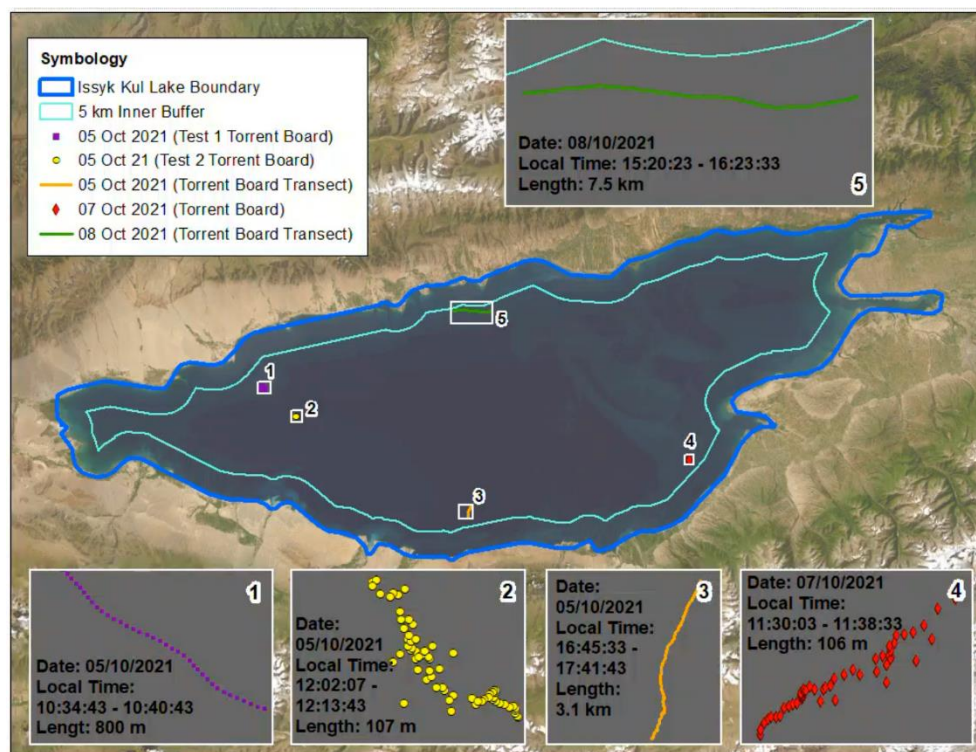 Symbology
Issyk Kul Lake Boundary
5 km Inner Buffer
05 Oct 2021 (Test 1 Torrent Board)
05 Oct 21 (Test 2 Torrent Board)
05 Oct 2021 (Torrent Board Transect)
07 Oct 2021 (Torrent Board)
08 Oct 2021 (Torrent Board Transect)
Date: 08/10/2021
Local Time: 15:20:23 - 16:23:33
Length: 7.5 km
5
5
1
2
4
3
1
Date: 05/10/2021
Local Time:
10:34:43 - 10:40:43
Lengt: 800 m
2
Date:
05/10/2021
Local Time:
12:02:07 -
12:13:43
Length: 107 m
3
Date:
05/10/2021
Local Time:
16:45:33 -
17:41:43
Length:
3.1 km
4
Date: 07/10/2021
Local Time:
11:30:03 - 11:38:33
Length: 106 m